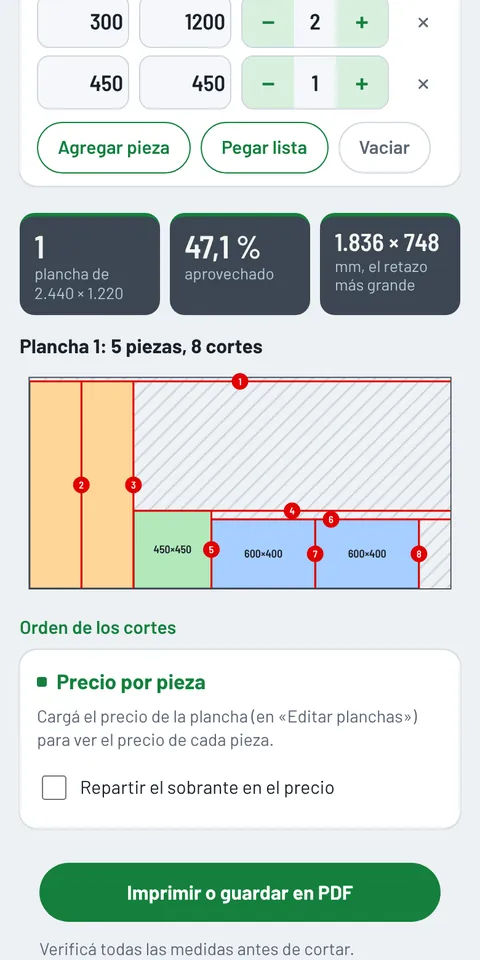 300 1200 − 2 + ×
450 450 − 1 + ×
Agregar pieza Pegar lista Vaciar
1
plancha de
2.440 × 1.220
47,1 %
aprovechado
1.836 × 748
mm, el retazo
más grande
Plancha 1: 5 piezas, 8 cortes
1
2 3
4
6
450×450 5 600×400 7 600×400 8
Orden de los cortes
Precio por pieza
Cargá el precio de la plancha (en «Editar planchas»)
para ver el precio de cada pieza.
Repartir el sobrante en el precio
Imprimir o guardar en PDF
Verificá todas las medidas antes de cortar.